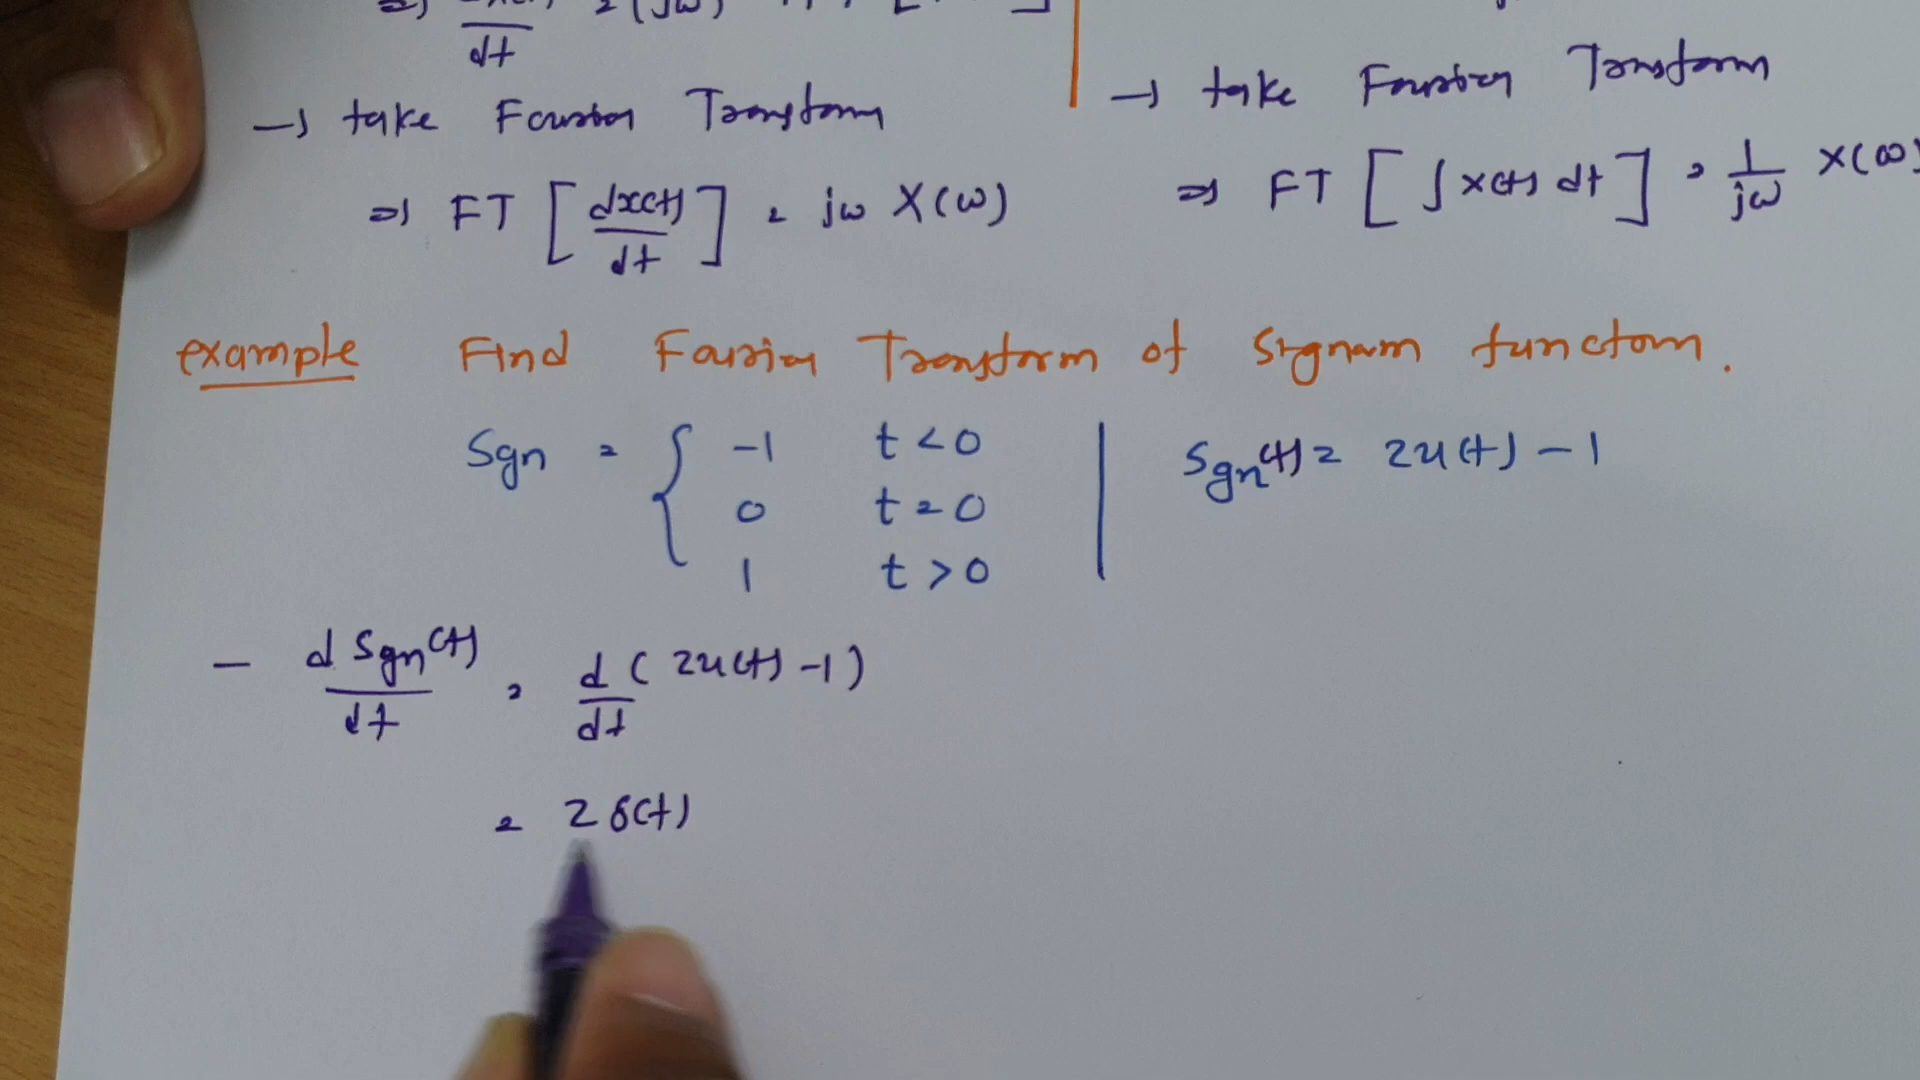 dt
→ take Fourier Transform
⇒ FT [dx(t)/dt] = jω X(ω)
→ take Fourier Transform
⇒ FT [∫ x(t) dt] = 1/jω X(ω)
example Find Fourier Transform of Signum function.
Sgn = { -1 t < 0
0 t = 0
1 t > 0
Sgn(t) = 2u(t) - 1
- d Sgn(t)/dt = d/dt (2u(t) - 1)
= 2 δ(t)